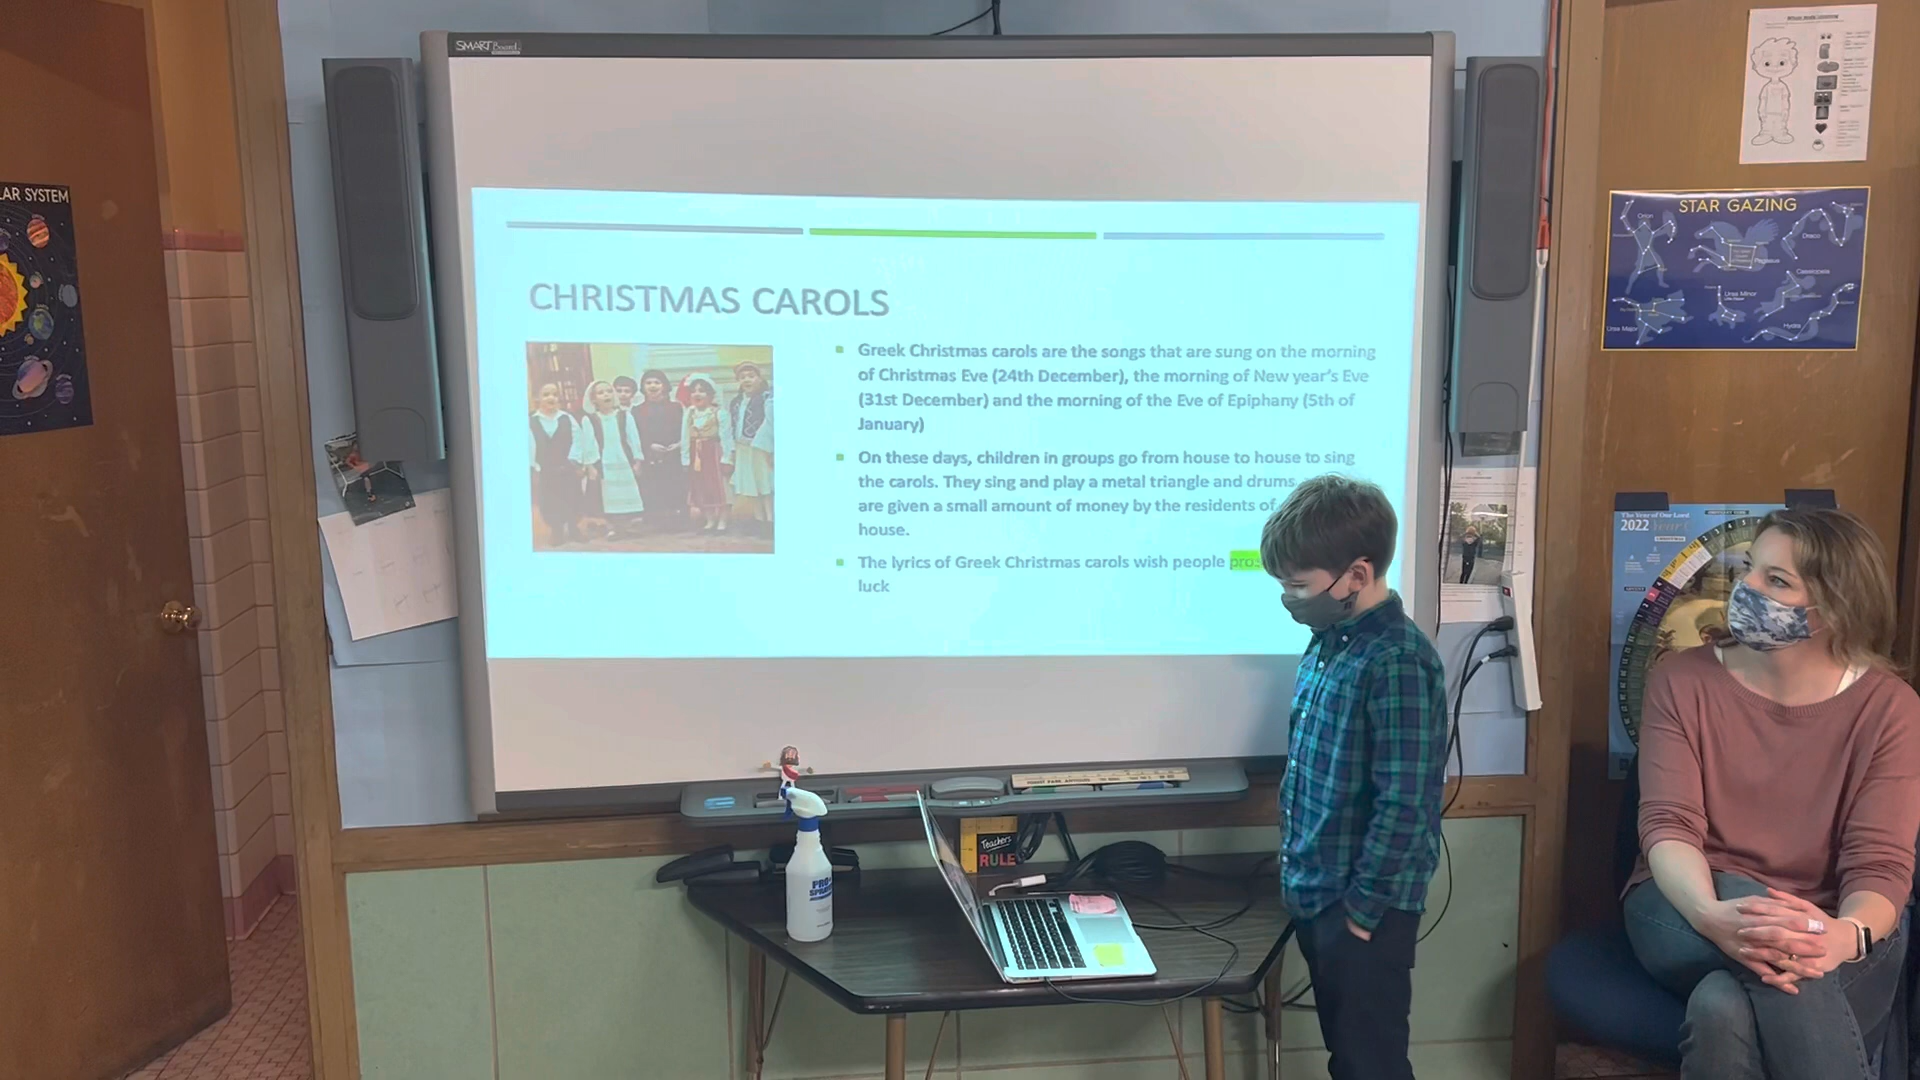 SMART Board
CHRISTMAS CAROLS
Greek Christmas carols are the songs that are sung on the morning
of Christmas Eve (24th December), the morning of New year's Eve
(31st December) and the morning of the Eve of Epiphany (5th of
January)
On these days, children in groups go from house to house to sing
the carols. They sing and play a metal triangle and drums
are given a small amount of money by the residents of
house.
The lyrics of Greek Christmas carols wish people
luck
LAR SYSTEM
STAR GAZING
Orion
Draco
Pegasus
Cassiopeia
Ursa Minor
Ursa Major
Hydra
The Year of Our Lord
2022
Teachers
RULE